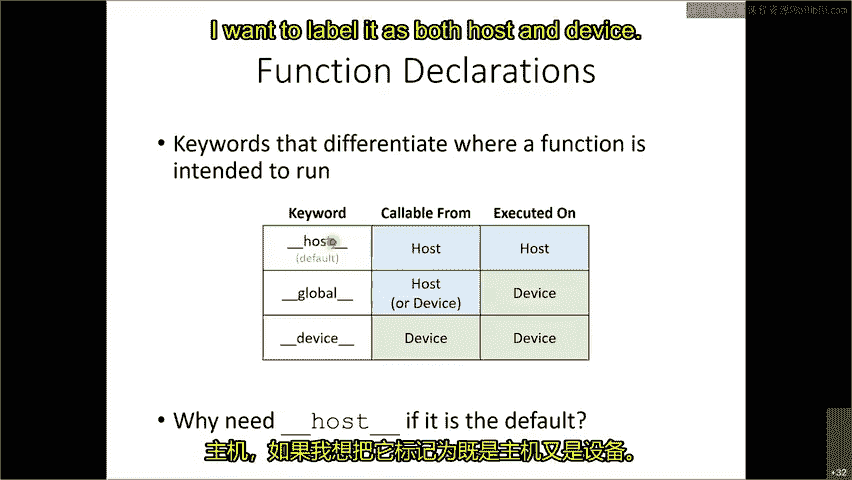 I want to label it as both host and device.
Function Declarations
• Keywords that differentiate where a function is
intended to run
Keyword Callable From Executed On
__host__ Host Host
(default)
__global__ Host (or Device) Device
__device__ Device Device
• Why need __host__ if it is the default?
主机，如果我想把它标记为既是主机又是设备。
+32